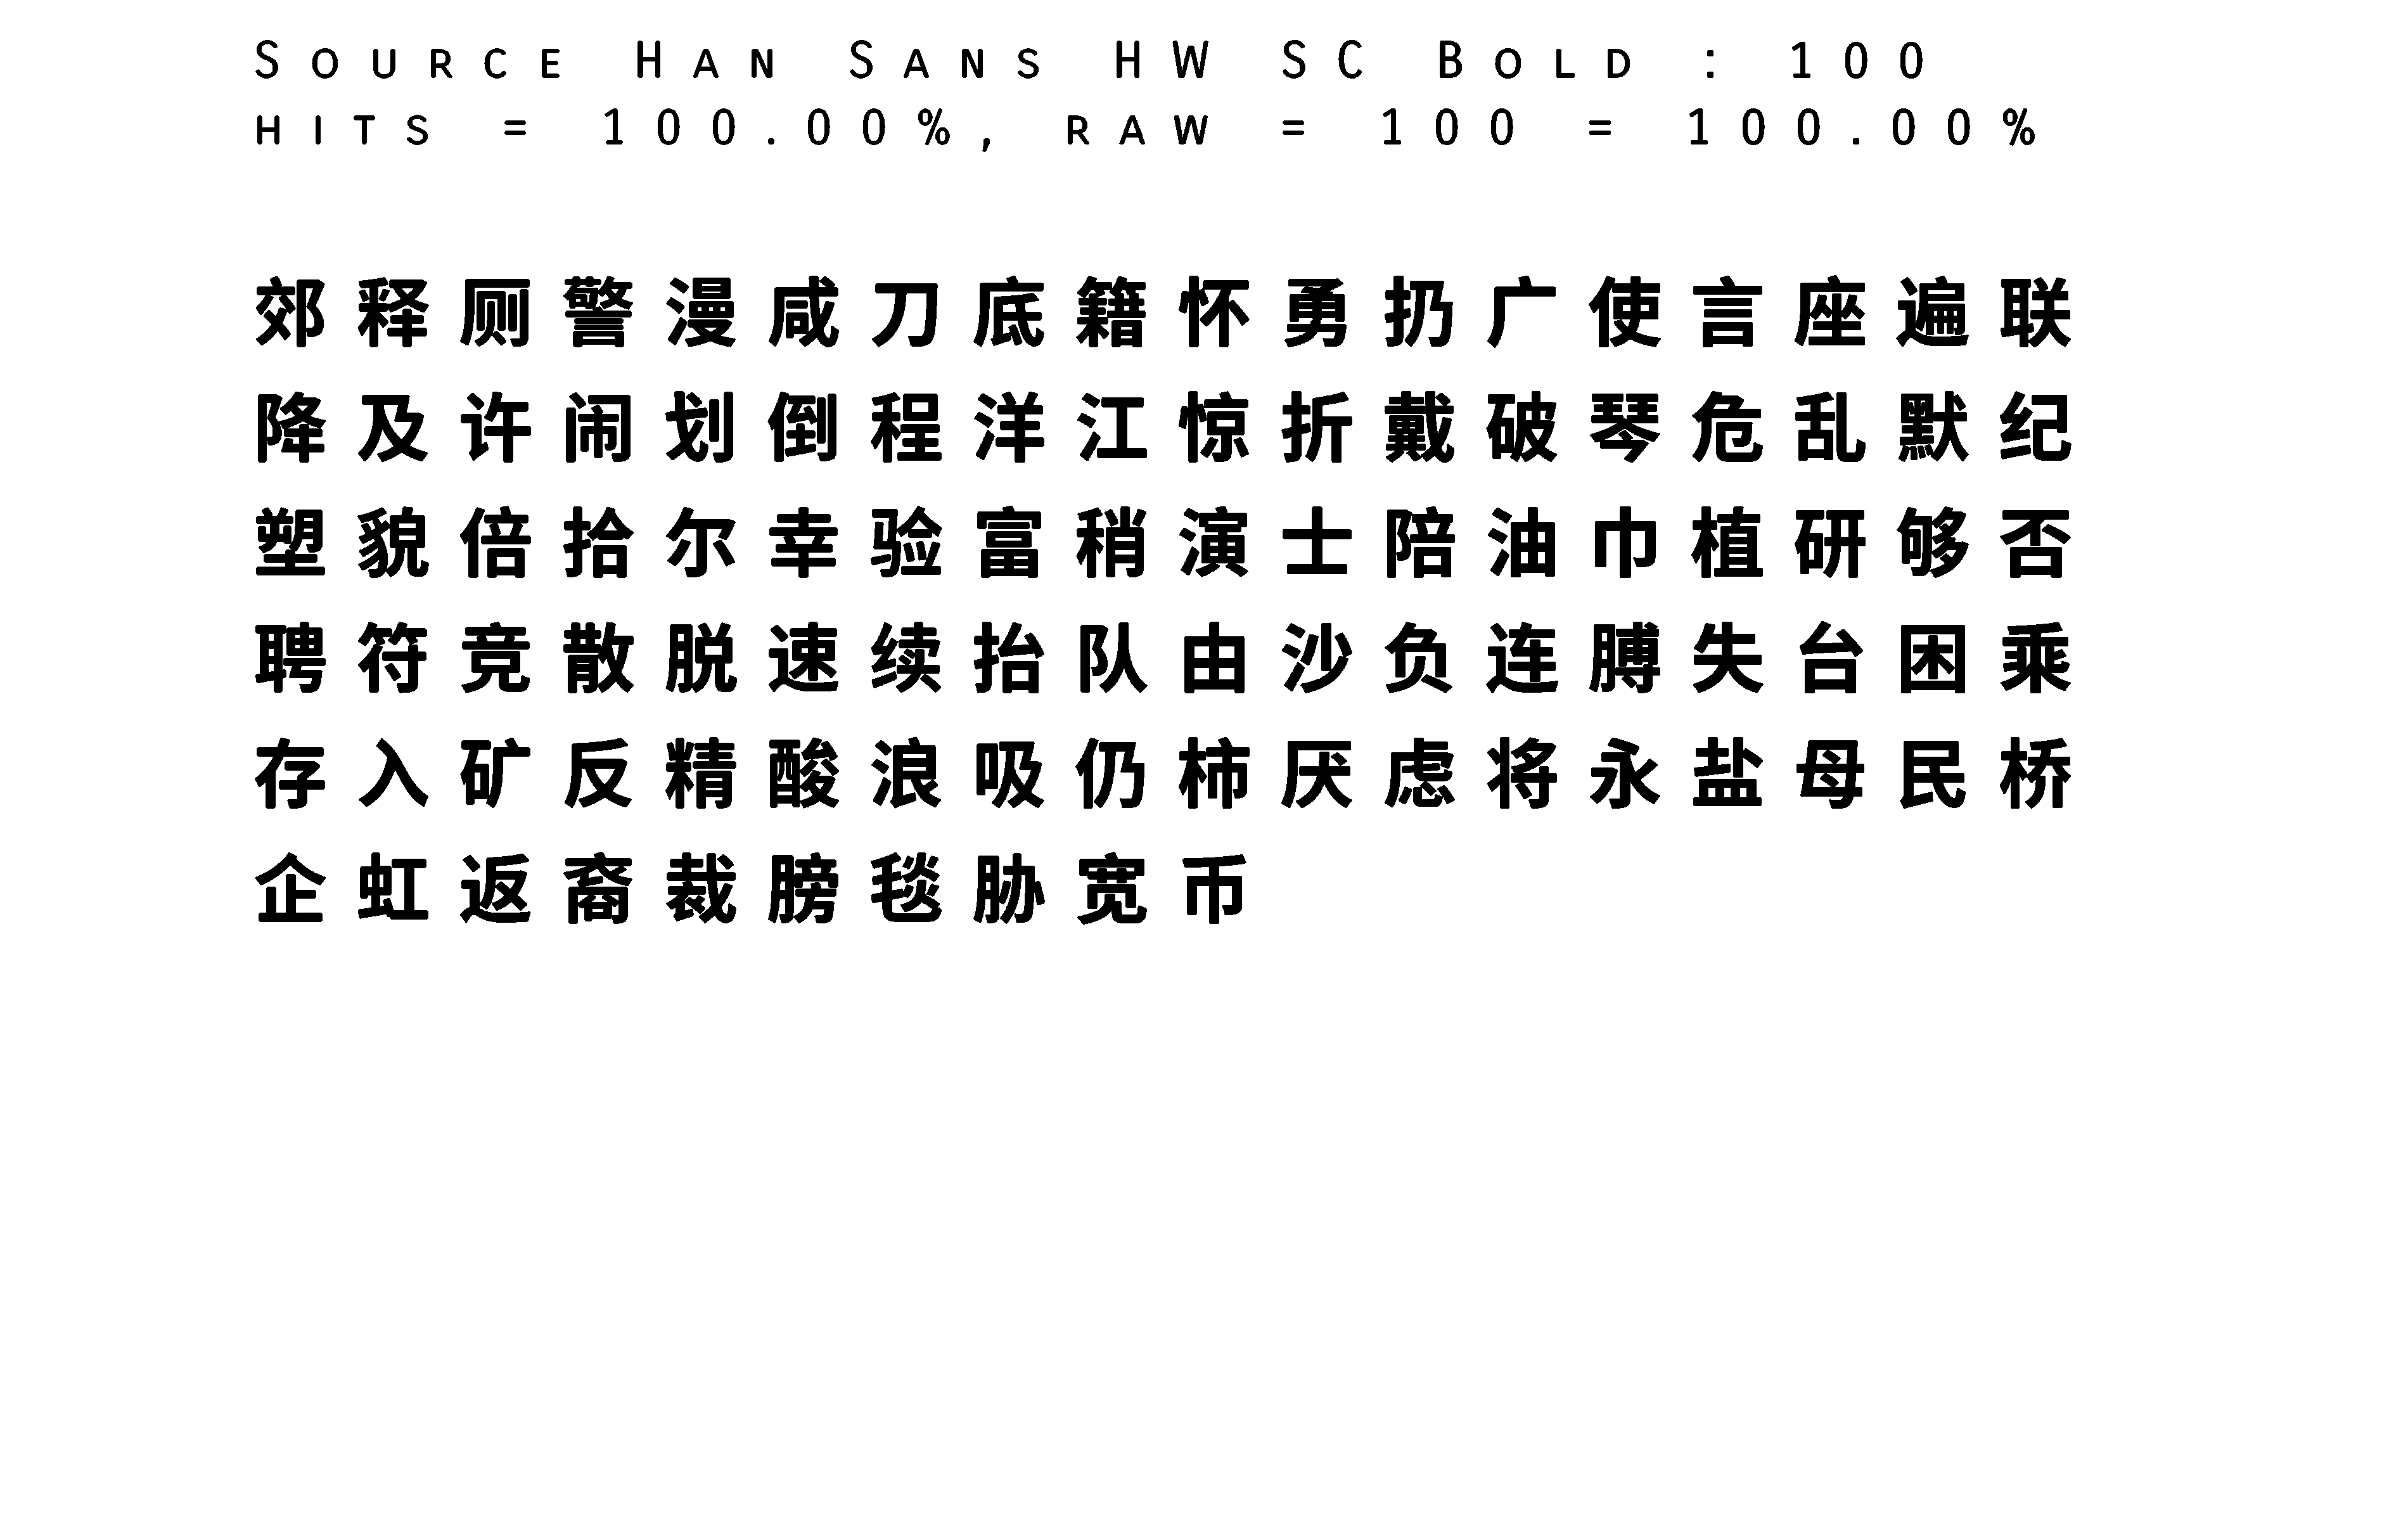 Source Han Sans HW SC Bold : 100
hits = 100.00%, raw = 100 = 100.00%
郊释厕警漫咸刀底籍怀勇扔广使言座遍联
降及许闹划倒程洋江惊折戴破琴危乱默纪
塑貌倍拾尔幸验富稍演士陪油巾植研够否
聘符竞散脱速续抬队由沙负连膊失台困乘
存入矿反精酸浪吸仍柿厌虑将永盐母民桥
企虹返裔裁膀毯胁宽币